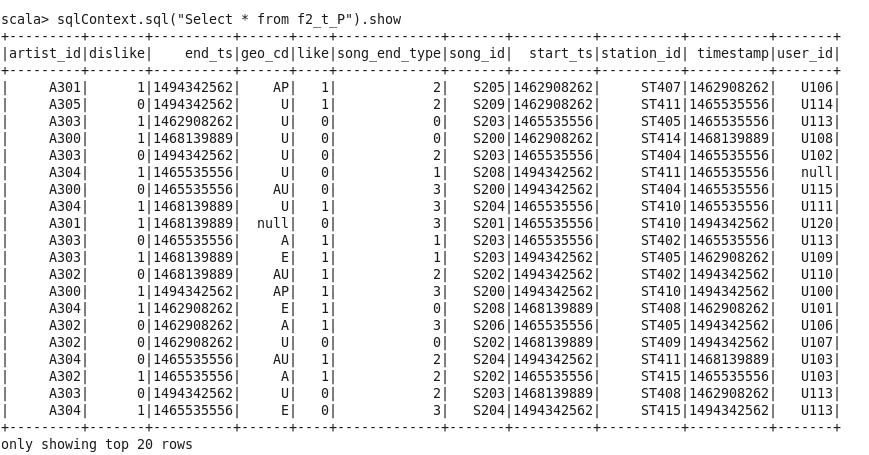 scala> sqlContext.sql("Select * from f2_t_P").show
+---------+-------+----------+------+----+-------------+-------+----------+----------+----------+-------+
|artist_id|dislike|    end_ts|geo_cd|like|song_end_type|song_id|  start_ts|station_id| timestamp|user_id|
+---------+-------+----------+------+----+-------------+-------+----------+----------+----------+-------+
|     A301|      1|1494342562|    AP|   1|            2|   S205|1462908262|     ST407|1462908262|   U106|
|     A305|      0|1494342562|     U|   1|            2|   S209|1462908262|     ST411|1465535556|   U114|
|     A303|      1|1462908262|     U|   0|            0|   S203|1465535556|     ST405|1465535556|   U113|
|     A300|      1|1468139889|     U|   0|            0|   S200|1462908262|     ST414|1468139889|   U108|
|     A303|      0|1494342562|     U|   0|            2|   S203|1465535556|     ST404|1465535556|   U102|
|     A304|      1|1465535556|     U|   0|            1|   S208|1494342562|     ST411|1465535556|   null|
|     A300|      0|1465535556|    AU|   0|            3|   S200|1494342562|     ST404|1465535556|   U115|
|     A304|      1|1468139889|     U|   1|            3|   S204|1465535556|     ST410|1465535556|   U111|
|     A301|      1|1468139889|  null|   0|            3|   S201|1465535556|     ST410|1494342562|   U120|
|     A303|      0|1465535556|     A|   1|            1|   S203|1465535556|     ST402|1465535556|   U113|
|     A303|      1|1468139889|     E|   1|            1|   S203|1494342562|     ST405|1462908262|   U109|
|     A302|      0|1468139889|    AU|   1|            2|   S202|1494342562|     ST402|1494342562|   U110|
|     A300|      1|1494342562|    AP|   1|            3|   S200|1494342562|     ST410|1494342562|   U100|
|     A304|      1|1462908262|     E|   1|            0|   S208|1468139889|     ST408|1462908262|   U101|
|     A302|      0|1462908262|     A|   1|            3|   S206|1465535556|     ST405|1494342562|   U106|
|     A302|      0|1462908262|     U|   0|            0|   S202|1468139889|     ST409|1494342562|   U107|
|     A304|      0|1465535556|    AU|   1|            2|   S204|1494342562|     ST411|1468139889|   U103|
|     A302|      1|1465535556|     A|   1|            2|   S202|1465535556|     ST415|1465535556|   U103|
|     A303|      0|1494342562|     U|   0|            2|   S203|1468139889|     ST408|1462908262|   U113|
|     A304|      1|1465535556|     E|   0|            3|   S204|1494342562|     ST415|1494342562|   U113|
+---------+-------+----------+------+----+-------------+-------+----------+----------+----------+-------+
only showing top 20 rows